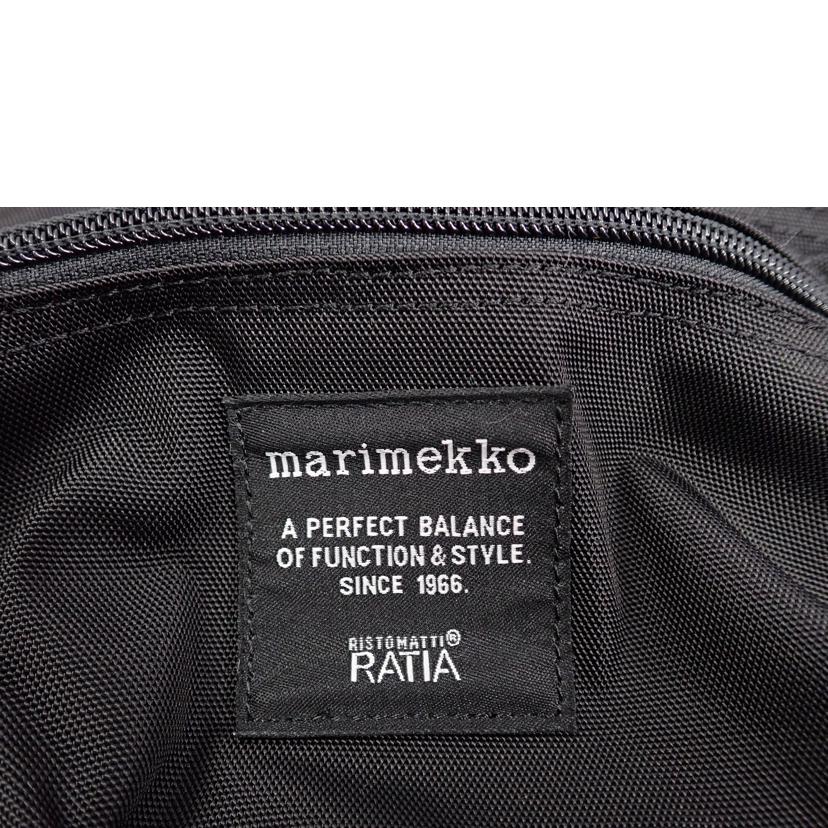 marimekko
A PERFECT BALANCE
OF FUNCTION & STYLE.
SINCE 1966.
RISTOMATTI®
RATIA